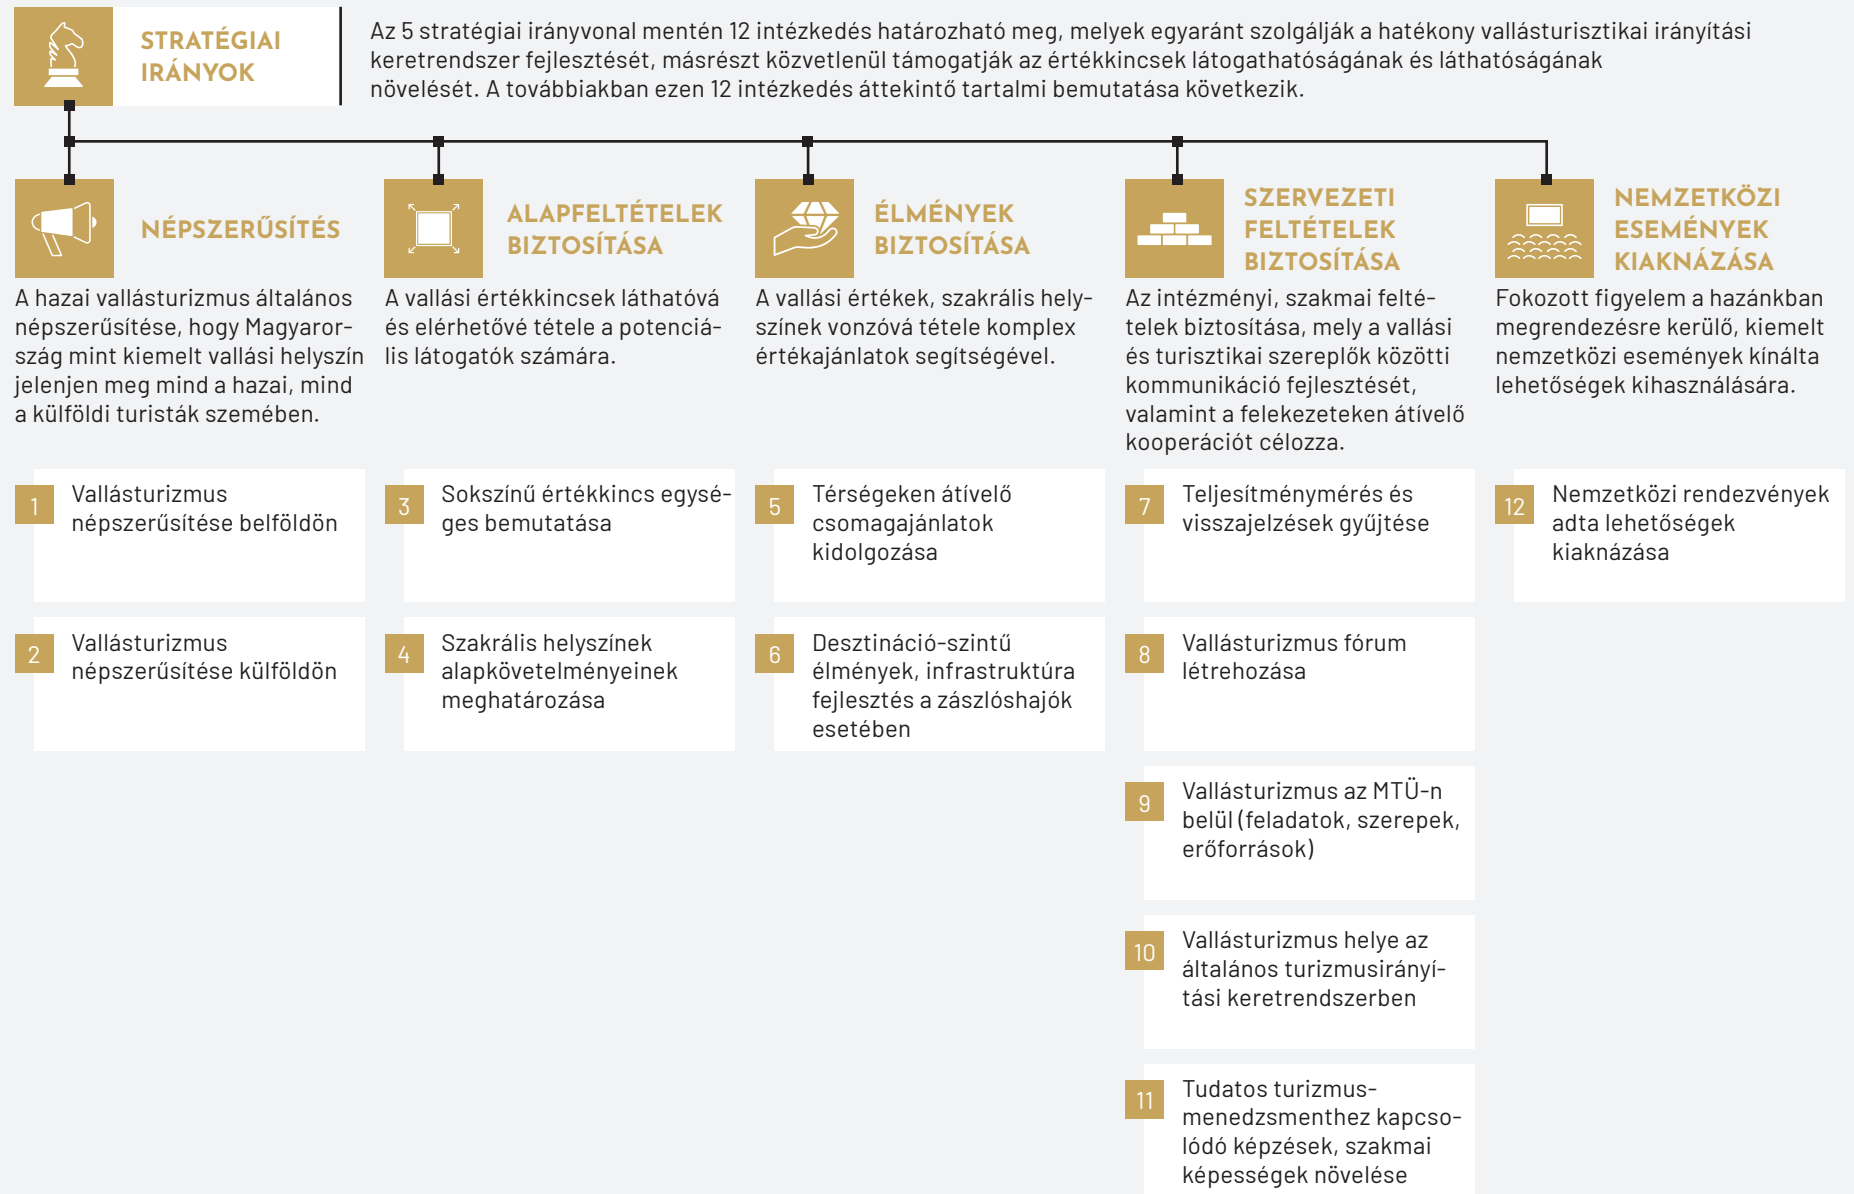 STRATÉGIAI
IRÁNYOK
Az 5 stratégiai irányvonal mentén 12 intézkedés határozható meg, melyek egyaránt szolgálják a hatékony vallásturisztikai irányítási
keretrendszer fejlesztését, másrészt közvetlenül támogatják az értékkincsek látogathatóságának és láthatóságának
növelését. A továbbiakban ezen 12 intézkedés áttekintő tartalmi bemutatása következik.
NÉPSZERŰSÍTÉS
A hazai vallásturizmus általános
népszerűsítése, hogy Magyaror-
szág mint kiemelt vallási helyszín
jelenjen meg mind a hazai, mind
a külföldi turisták szemében.
1
Vallásturizmus
népszerűsítése belföldön
2
Vallásturizmus
népszerűsítése külföldön
ALAPFELTÉTELEK
BIZTOSÍTÁSA
A vallási értékkincsek láthatóvá
és elérhetővé tétele a potenciá-
lis látogatók számára.
3
Sokszínű értékkincs egysé-
ges bemutatása
4
Szakrális helyszínek
alapkövetelményeinek
meghatározása
ÉLMÉNYEK
BIZTOSÍTÁSA
A vallási értékek, szakrális hely-
színek vonzóvá tétele komplex
értékajánlatok segítségével.
5
Térségeken átívelő
csomagajánlatok
kidolgozása
6
Desztináció-szintű
élmények, infrastruktúra
fejlesztés a zászlóshajók
esetében
SZERVEZETI
FELTÉTELEK
BIZTOSÍTÁSA
Az intézményi, szakmai felté-
telek biztosítása, mely a vallási
és turisztikai szereplők közötti
kommunikáció fejlesztését,
valamint a felekezeteken átívelő
kooperációt célozza.
7
Teljesítménymérés és
visszajelzések gyűjtése
8
Vallásturizmus fórum
létrehozása
9
Vallásturizmus az MTÜ-n
belül (feladatok, szerepek,
erőforrások)
10
Vallásturizmus helye az
általános turizmusirányí-
tási keretrendszerben
11
Tudatos turizmus-
menedzsmenthez kapcso-
lódó képzések, szakmai
képességek növelése
NEMZETKÖZI
ESEMÉNYEK
KIAKNÁZÁSA
Fokozott figyelem a hazánkban
megrendezésre kerülő, kiemelt
nemzetközi események kínálta
lehetőségek kihasználására.
12
Nemzetközi rendezvények
adta lehetőségek
kiaknázása